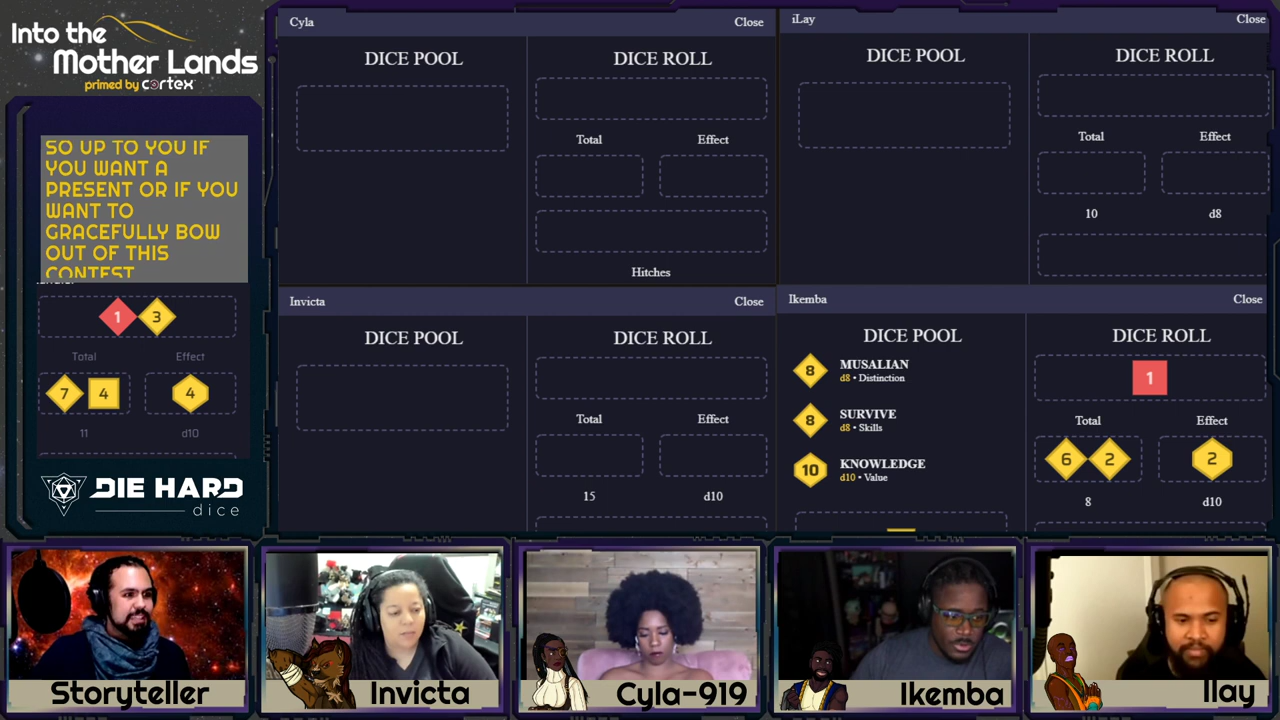 Into the
Mother Lands
primed by cortex
SO UP TO YOU IF
YOU WANT A
PRESENT OR IF YOU
WANT TO
GRACEFULLY BOW
OUT OF THIS
CONTEST
1 3
Total Effect
7 4 4
11 d10
DIE HARD
dice
Cyla Close
DICE POOL DICE ROLL
Total Effect
Hitches
iLay Close
DICE POOL DICE ROLL
Total Effect
10 d8
Invicta Close
DICE POOL DICE ROLL
Total Effect
15 d10
Ikemba Close
DICE POOL DICE ROLL
8 MUSALIAN
d8 • Distinction
8 SURVIVE
d8 • Skills
10 KNOWLEDGE
d10 • Value
1
Total Effect
6 2 2
8 d10
Storyteller
Invicta
Cyla-919
Ikemba
Ilay